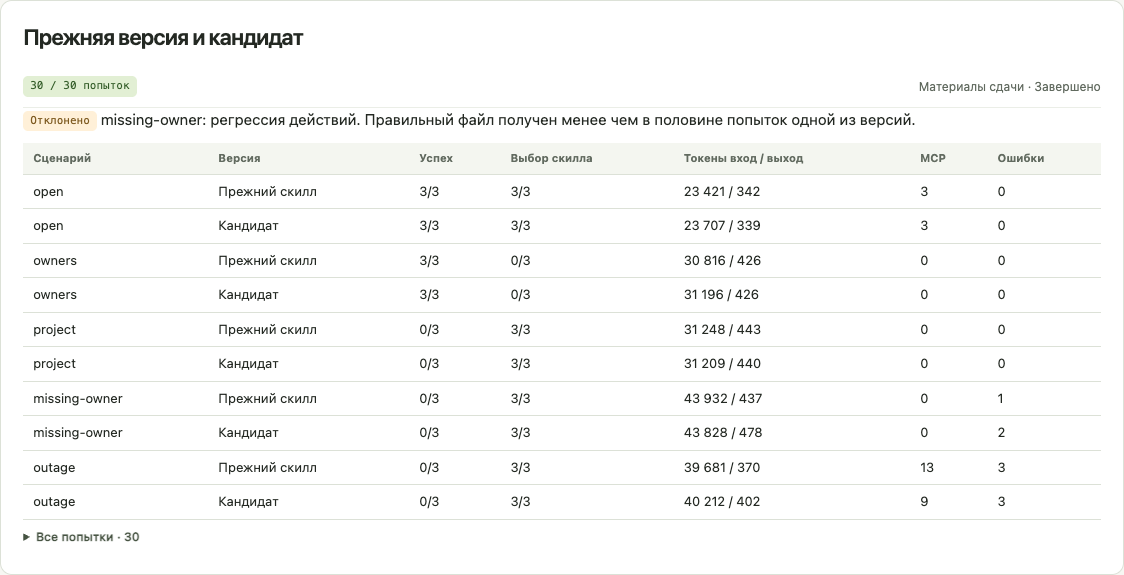 Прежняя версия и кандидат
30 / 30 попыток
Материалы сдачи · Завершено
Отклонено missing-owner: регрессия действий. Правильный файл получен менее чем в половине попыток одной из версий.
Сценарий Версия Успех Выбор скилла Токены вход / выход MCP Ошибки
open Прежний скилл 3/3 3/3 23 421 / 342 3 0
open Кандидат 3/3 3/3 23 707 / 339 3 0
owners Прежний скилл 3/3 0/3 30 816 / 426 0 0
owners Кандидат 3/3 0/3 31 196 / 426 0 0
project Прежний скилл 0/3 3/3 31 248 / 443 0 0
project Кандидат 0/3 3/3 31 209 / 440 0 0
missing-owner Прежний скилл 0/3 3/3 43 932 / 437 0 1
missing-owner Кандидат 0/3 3/3 43 828 / 478 0 2
outage Прежний скилл 0/3 3/3 39 681 / 370 13 3
outage Кандидат 0/3 3/3 40 212 / 402 9 3
Все попытки · 30